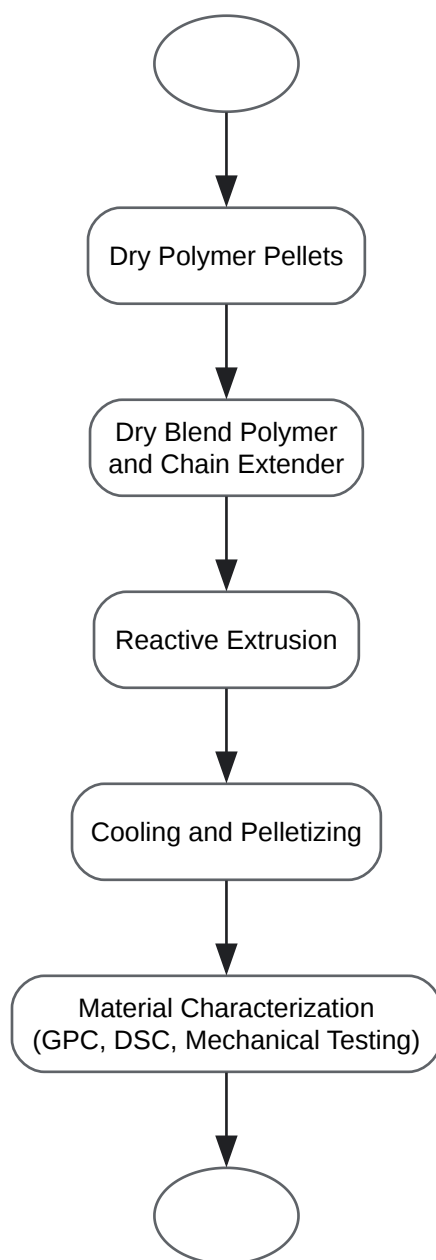 Dry Polymer Pellets
Dry Blend Polymer
and Chain Extender
Reactive Extrusion
Cooling and Pelletizing
Material Characterization
(GPC, DSC, Mechanical Testing)